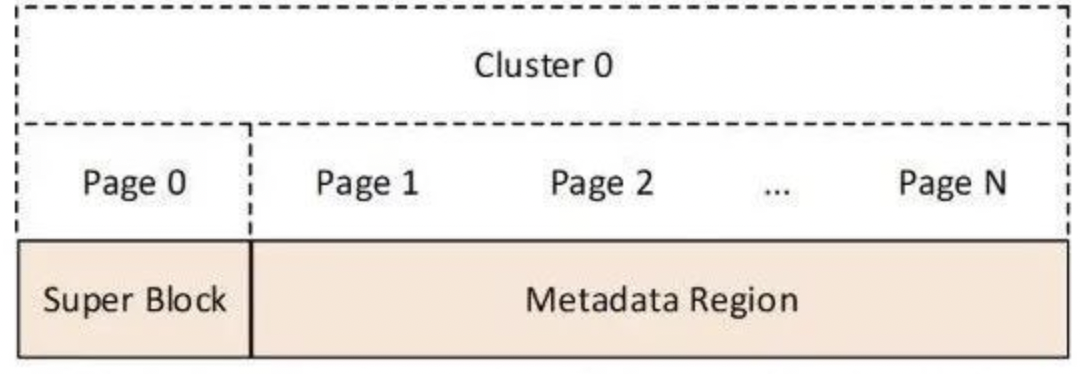 Cluster 0
Page 0 Page 1 Page 2 ... Page N
Super Block Metadata Region